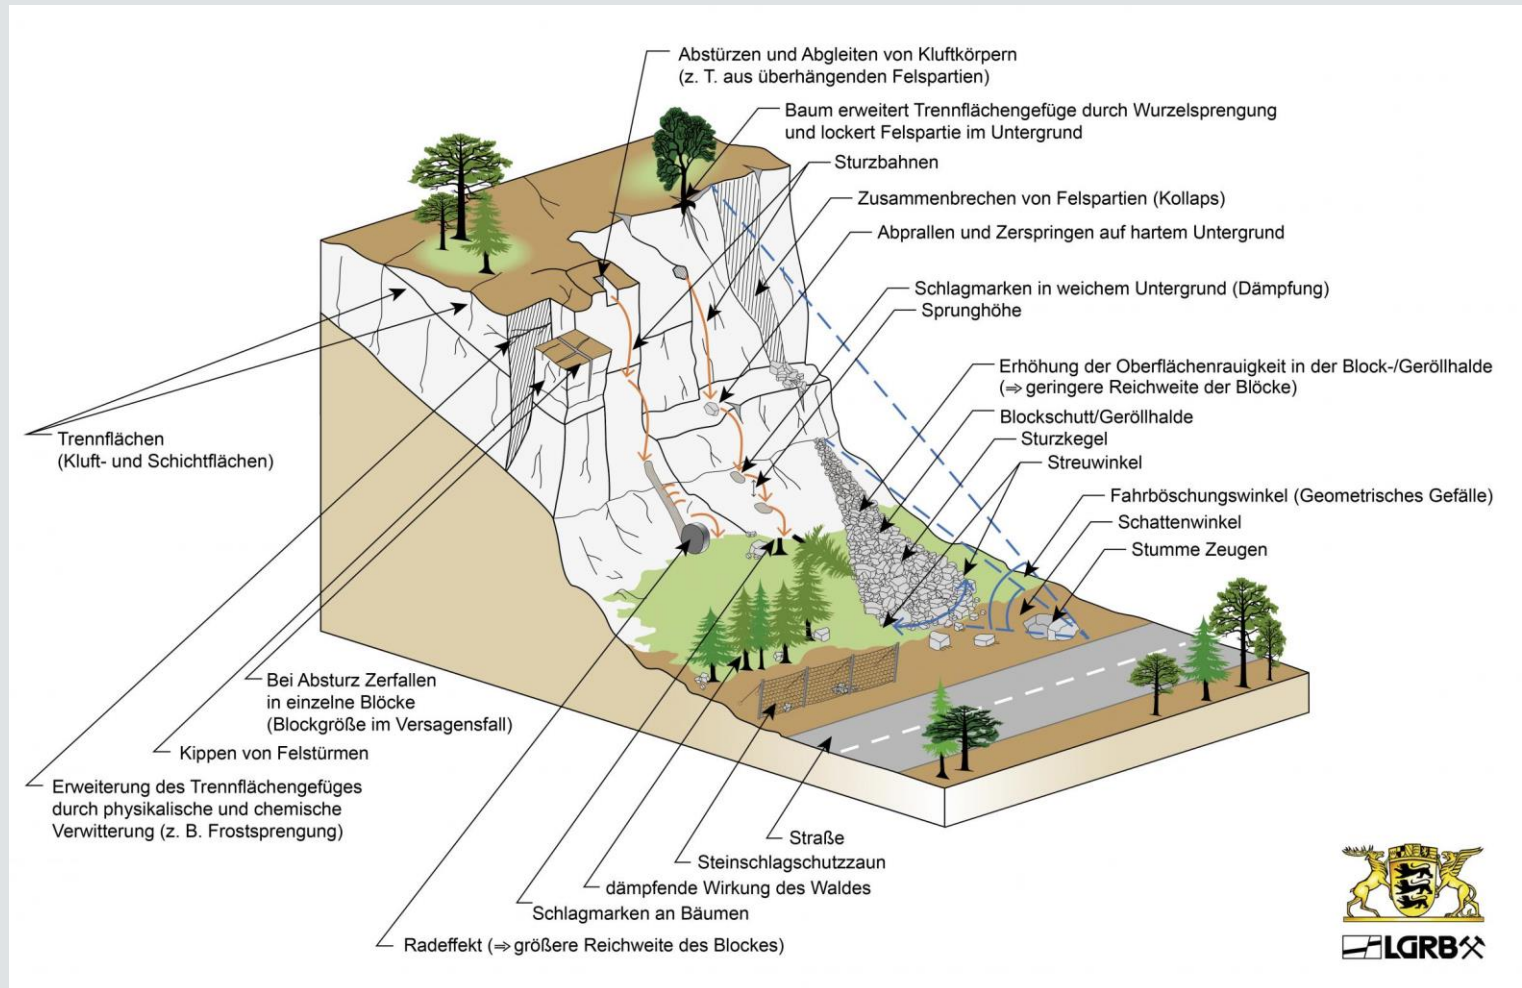 Abstürzen und Abgleiten von Kluftkörpern
(z. T. aus überhängenden Felspartien)
Baum erweitert Trennflächengefüge durch Wurzelsprengung
und lockert Felspartie im Untergrund
Sturzbahnen
Zusammenbrechen von Felspartien (Kollaps)
Abprallen und Zerspringen auf hartem Untergrund
Schlagmarken in weichem Untergrund (Dämpfung)
Sprunghöhe
Erhöhung der Oberflächenrauigkeit in der Block-/Geröllhalde
(⇒ geringere Reichweite der Blöcke)
Blockschutt/Geröllhalde
Sturzkegel
Streuwinkel
Fahrböschungswinkel (Geometrisches Gefälle)
Schattenwinkel
Stumme Zeugen
Trennflächen
(Kluft- und Schichtflächen)
Bei Absturz Zerfallen
in einzelne Blöcke
(Blockgröße im Versagensfall)
Kippen von Felstürmen
Erweiterung des Trennflächengefüges
durch physikalische und chemische
Verwitterung (z. B. Frostsprengung)
Straße
Steinschlagschutzzaun
dämpfende Wirkung des Waldes
Schlagmarken an Bäumen
Radeffekt (⇒ größere Reichweite des Blockes)
LGRB